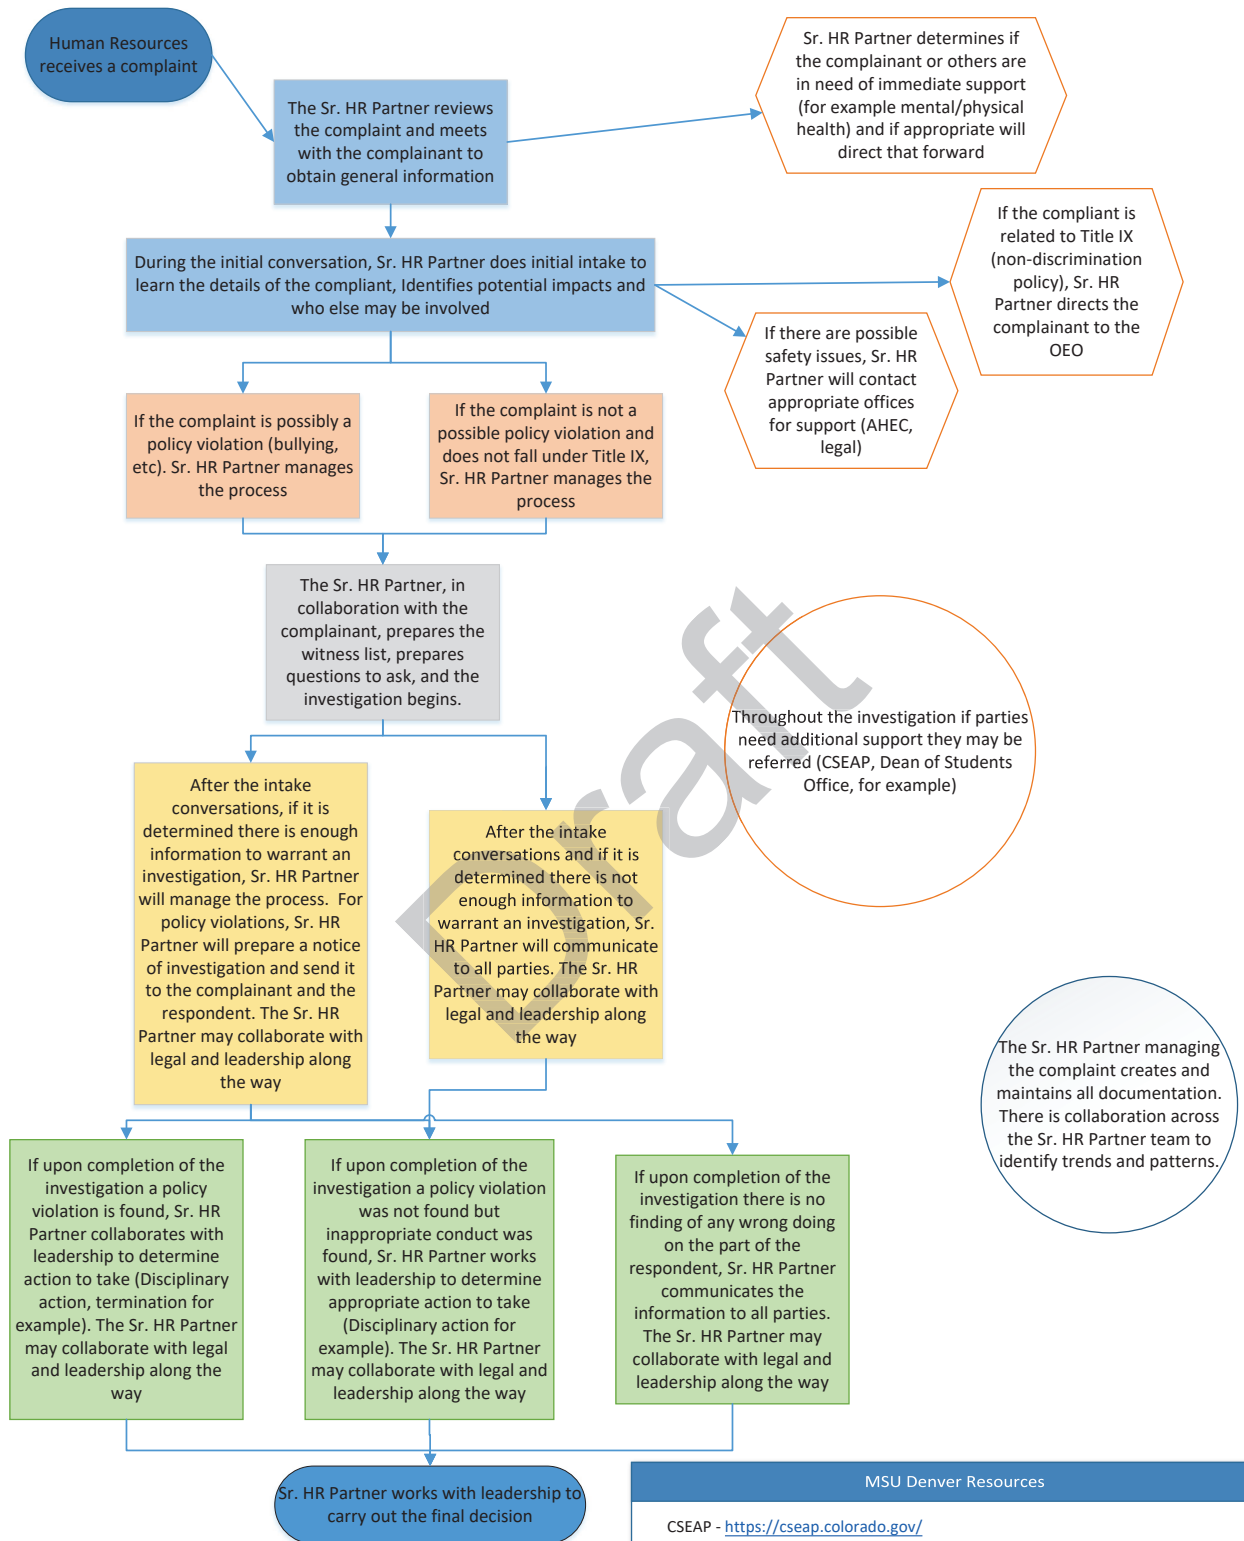 Human Resources
receives a complaint
Sr. HR Partner determines if
the complainant or others are
in need of immediate support
(for example mental/physical
health) and if appropriate will
direct that forward
The Sr. HR Partner reviews
the complaint and meets
with the complainant to
obtain general information
If the compliant is
related to Title IX
(non-discrimination
policy), Sr. HR
Partner directs the
complainant to the
OEO
During the initial conversation, Sr. HR Partner does initial intake to
learn the details of the compliant, Identifies potential impacts and
who else may be involved
If there are possible
safety issues, Sr. HR
Partner will contact
appropriate offices
for support (AHEC,
legal)
If the complaint is possibly a
policy violation (bullying,
etc). Sr. HR Partner manages
the process
If the complaint is not a
possible policy violation and
does not fall under Title IX,
Sr. HR Partner manages the
process
The Sr. HR Partner, in
collaboration with the
complainant, prepares the
witness list, prepares
questions to ask, and the
investigation begins.
Throughout the investigation if parties
need additional support they may be
referred (CSEAP, Dean of Students
Office, for example)
After the intake
conversations, if it is
determined there is enough
information to warrant an
investigation, Sr. HR Partner
will manage the process.  For
policy violations, Sr. HR
Partner will prepare a notice
of investigation and send it
to the complainant and the
respondent. The Sr. HR
Partner may collaborate with
legal and leadership along
the way
After the intake
conversations and if it is
determined there is not
enough information to
warrant an investigation, Sr.
HR Partner will communicate
to all parties. The Sr. HR
Partner may collaborate with
legal and leadership along
the way
Draft
The Sr. HR Partner managing
the complaint creates and
maintains all documentation.
There is collaboration across
the Sr. HR Partner team to
identify trends and patterns.
If upon completion of the
investigation a policy
violation is found, Sr. HR
Partner collaborates with
leadership to determine
action to take (Disciplinary
action, termination for
example). The Sr. HR Partner
may collaborate with legal
and leadership along the
way
If upon completion of the
investigation a policy violation
was not found but
inappropriate conduct was
found, Sr. HR Partner works
with leadership to determine
appropriate action to take
(Disciplinary action for
example). The Sr. HR Partner
may collaborate with legal and
leadership along the way
If upon completion of the
investigation there is no
finding of any wrong doing
on the part of the
respondent, Sr. HR Partner
communicates the
information to all parties.
The Sr. HR Partner may
collaborate with legal and
leadership along the way
Sr. HR Partner works with leadership to
carry out the final decision
MSU Denver Resources
CSEAP - https://cseap.colorado.gov/